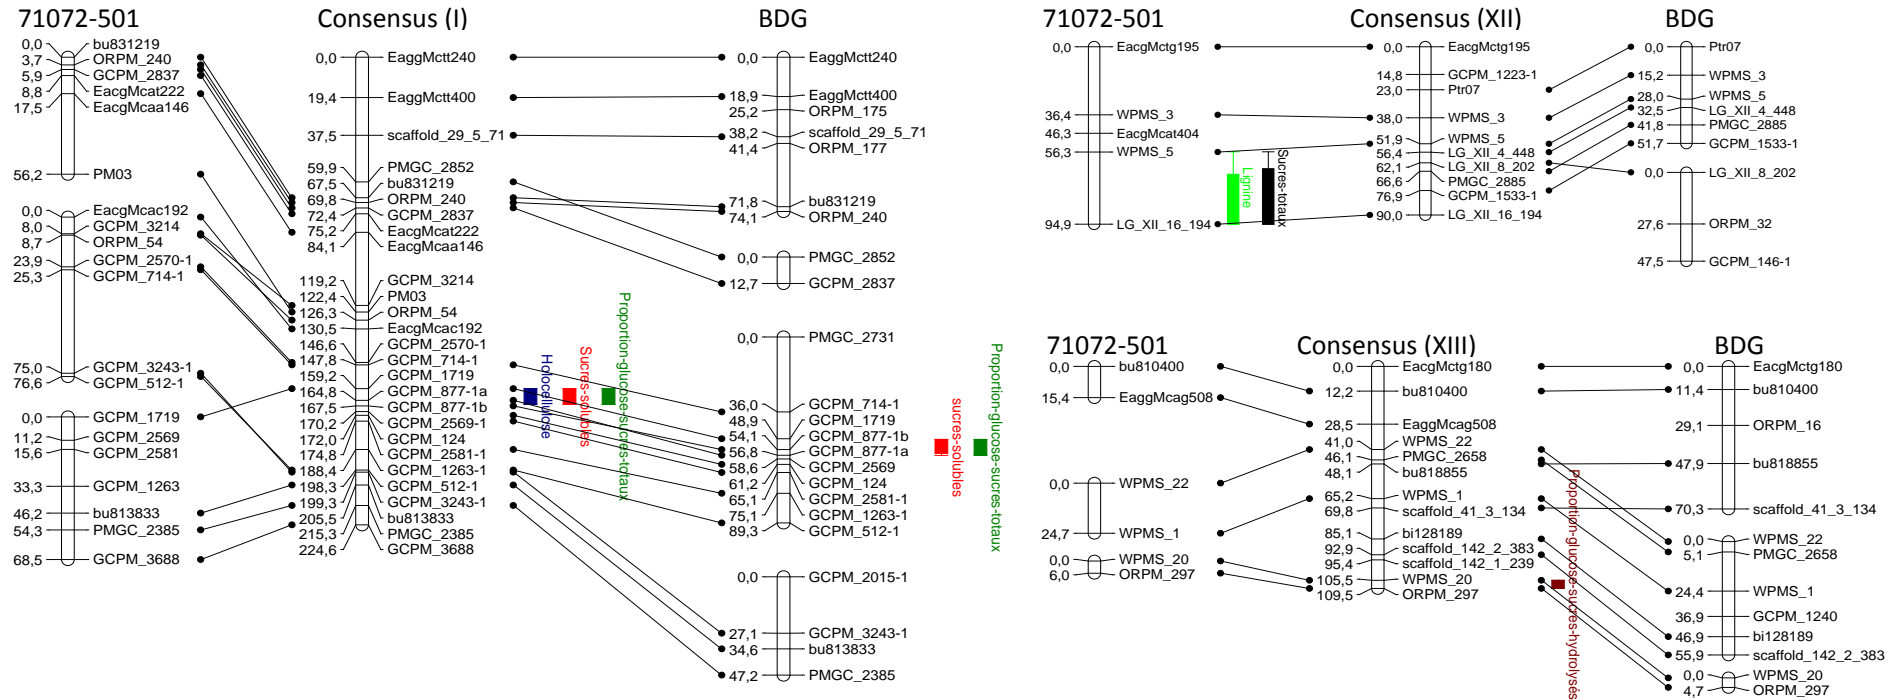 71072-501
Consensus (I)
BDG
0,0 bu831219
3,7 ORPM_240
5,9 GCPM_2837
8,8 EacgMcat222
17,5 EacgMcaa146
56,2 PM03
0,0 EacgMcac192
8,0 GCPM_3214
8,7 ORPM_54
23,9 GCPM_2570-1
25,3 GCPM_714-1
75,0 GCPM_3243-1
76,6 GCPM_512-1
0,0 GCPM_1719
11,2 GCPM_2569
15,6 GCPM_2581
33,3 GCPM_1263
46,2 bu813833
54,3 PMGC_2385
68,5 GCPM_3688
0,0 EaggMctt240
19,4 EaggMctt400
37,5 scaffold_29_5_71
59,9 PMGC_2852
67,5 bu831219
69,8 ORPM_240
72,4 GCPM_2837
75,2 EacgMcat222
84,1 EacgMcaa146
119,2 GCPM_3214
122,4 PM03
126,3 ORPM_54
130,5 EacgMcac192
146,6 GCPM_2570-1
147,8 GCPM_714-1
159,2 GCPM_1719
164,8 GCPM_877-1a
167,5 GCPM_877-1b
170,2 GCPM_2569-1
172,0 GCPM_124
174,8 GCPM_2581-1
188,4 GCPM_1263-1
198,3 GCPM_512-1
199,3 GCPM_3243-1
205,5 bu813833
215,3 PMGC_2385
224,6 GCPM_3688
Holocellulose
Sucres-solubles
Proportion-glucose-sucres-totaux
0,0 EaggMctt240
18,9 EaggMctt400
25,2 ORPM_175
38,2 scaffold_29_5_71
41,4 ORPM_177
71,8 bu831219
74,1 ORPM_240
0,0 PMGC_2852
12,7 GCPM_2837
0,0 PMGC_2731
36,0 GCPM_714-1
48,9 GCPM_1719
54,1 GCPM_877-1b
56,8 GCPM_877-1a
58,6 GCPM_2569
61,2 GCPM_124
65,1 GCPM_2581-1
75,1 GCPM_1263-1
89,3 GCPM_512-1
0,0 GCPM_2015-1
27,1 GCPM_3243-1
34,6 bu813833
47,2 PMGC_2385
sucres-solubles
Proportion-glucose-sucres-totaux
71072-501
Consensus (XII)
BDG
0,0 EacgMctg195
36,4 WPMS_3
46,3 EacgMcat404
56,3 WPMS_5
94,9 LG_XII_16_194
Lignine
Sucres-totaux
0,0 EacgMctg195
14,8 GCPM_1223-1
23,0 Ptr07
38,0 WPMS_3
51,9 WPMS_5
56,4 LG_XII_4_448
62,1 LG_XII_8_202
66,6 PMGC_2885
76,9 GCPM_1533-1
90,0 LG_XII_16_194
0,0 Ptr07
15,2 WPMS_3
28,0 WPMS_5
32,5 LG_XII_4_448
41,8 PMGC_2885
51,7 GCPM_1533-1
0,0 LG_XII_8_202
27,6 ORPM_32
47,5 GCPM_146-1
71072-501
Consensus (XIII)
BDG
0,0 bu810400
15,4 EaggMcag508
0,0 WPMS_22
24,7 WPMS_1
0,0 WPMS_20
6,0 ORPM_297
0,0 EacgMctg180
12,2 bu810400
28,5 EaggMcag508
41,0 WPMS_22
46,1 PMGC_2658
48,1 bu818855
65,2 WPMS_1
69,8 scaffold_41_3_134
85,1 bi128189
92,9 scaffold_142_2_383
95,4 scaffold_142_1_239
105,5 WPMS_20
109,5 ORPM_297
Proportion-glucose-sucres-hydrolysés
0,0 EacgMctg180
11,4 bu810400
29,1 ORPM_16
47,9 bu818855
70,3 scaffold_41_3_134
0,0 WPMS_22
5,1 PMGC_2658
24,4 WPMS_1
36,9 GCPM_1240
46,9 bi128189
55,9 scaffold_142_2_383
0,0 WPMS_20
4,7 ORPM_297